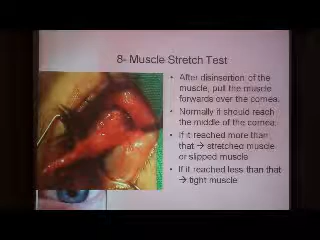 8- Muscle Stretch Test
• After disinsertion of the
muscle, pull the muscle
forwards over the cornea.
• Normally it should reach
the middle of the cornea.
• If it reached more than
that → stretched muscle
or slipped muscle
• If it reached less than that
→ tight muscle